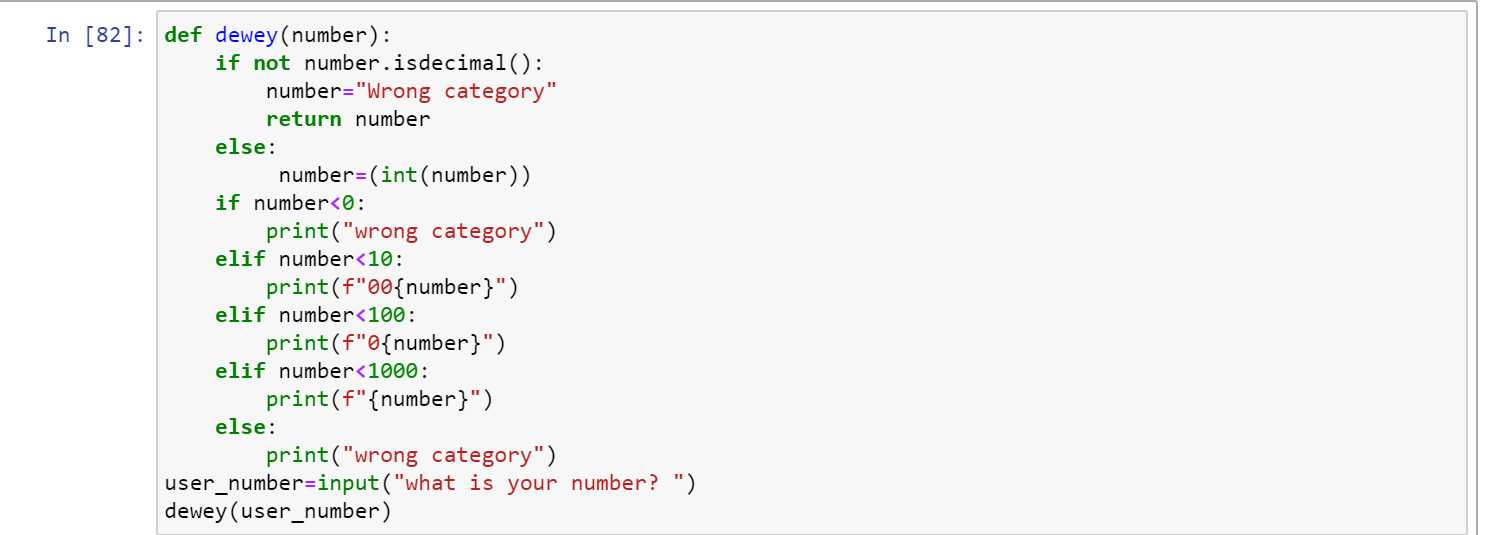 In [82]: def dewey(number):
    if not number.isdecimal():
        number="Wrong category"
        return number
    else:
         number=(int(number))
    if number<0:
        print("wrong category")
    elif number<10:
        print(f"00{number}")
    elif number<100:
        print(f"0{number}")
    elif number<1000:
        print(f"{number}")
    else:
        print("wrong category")
user_number=input("what is your number? ")
dewey(user_number)